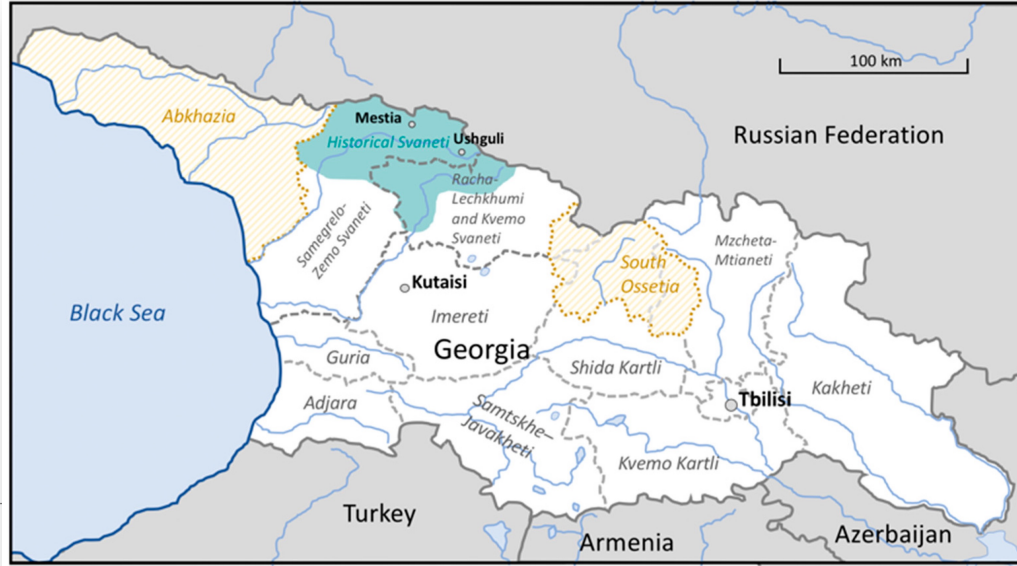 100 km
Abkhazia
Mestia
Russian Federation
Historical Svaneti
Ushguli
Racha-
Lechkhumi
and Kvemo
Svaneti
Samegrelo-
Zemo Svaneti
Mzcheta-
Mtianeti
South
Ossetia
Kutaisi
Black Sea
Imereti
Georgia
Guria
Shida Kartli
Kakheti
Adjara
Tbilisi
Samtskhe–
Javakheti
Kvemo Kartli
Turkey
Armenia
Azerbaijan